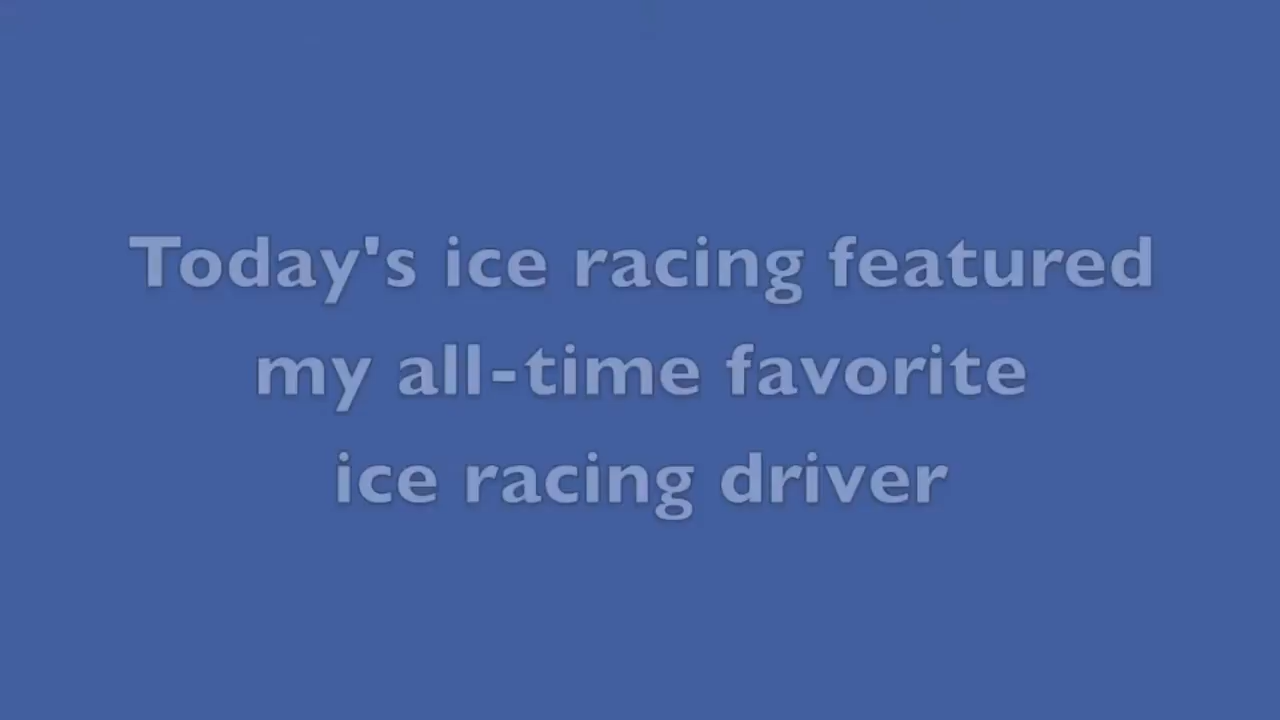 Today's ice racing featured
my all-time favorite
ice racing driver